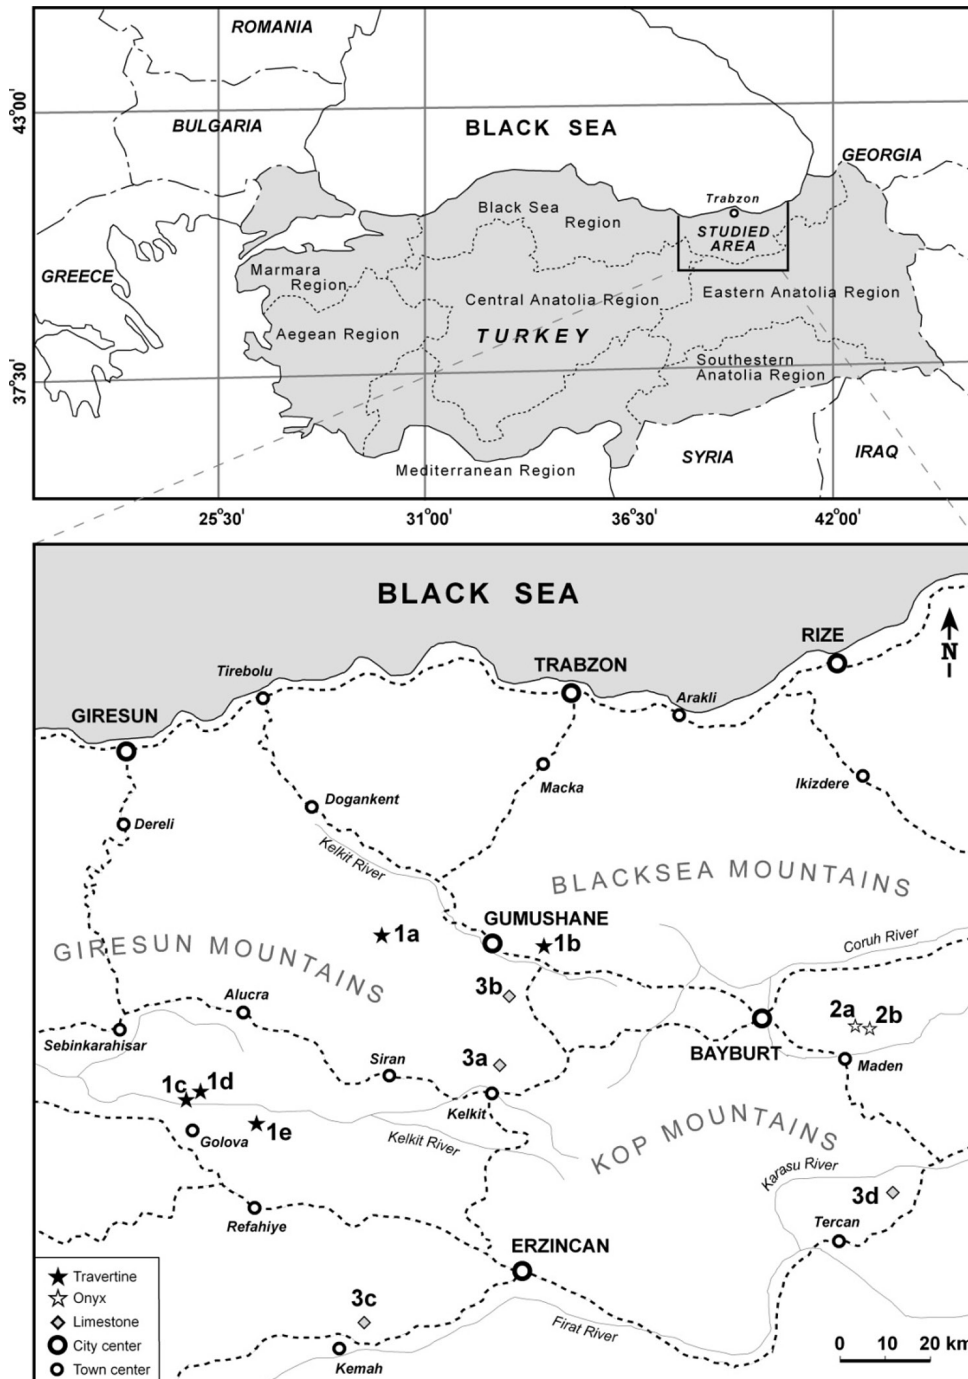 ROMANIA
43°00'
BULGARIA
BLACK SEA
GEORGIA
Trabzon
Black Sea
Region
STUDIED
AREA
GREECE
Marmara
Region
Central Anatolia Region
Eastern Anatolia Region
Aegean Region
TURKEY
Southestern
Anatolia Region
37°30'
Mediterranean Region
SYRIA
IRAQ
25°30'
31°00'
36°30'
42°00'
BLACK SEA
RIZE
N
Tirebolu
TRABZON
Arakli
GIRESUN
Macka
Ikizdere
Dogankent
Dereli
Kelkit River
BLACKSEA MOUNTAINS
GUMUSHANE
1a
1b
Coruh River
GIRESUN MOUNTAINS
3b
Alucra
2a
2b
Sebinkarahisar
Siran
3a
BAYBURT
Maden
1c
1d
Kelkit
Golova
1e
Kelkit River
KOP MOUNTAINS
Karasu River
3d
Refahiye
Tercan
ERZINCAN
Travertine
Onyx
Limestone
City center
Town center
3c
Firat River
Kemah
0 10 20 km